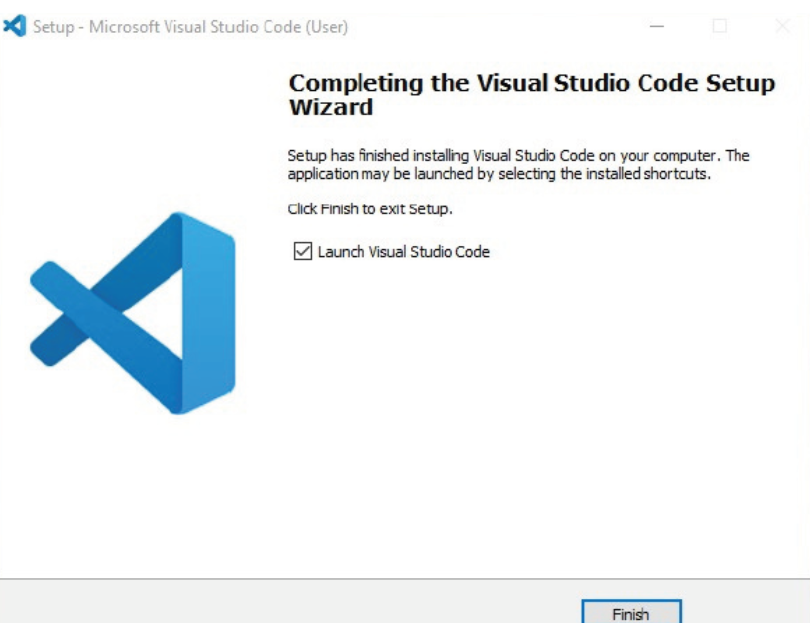 Setup - Microsoft Visual Studio Code (User)
Completing the Visual Studio Code Setup
Wizard
Setup has finished installing Visual Studio Code on your computer. The
application may be launched by selecting the installed shortcuts.
Click Finish to exit Setup.
Launch Visual Studio Code
Finish